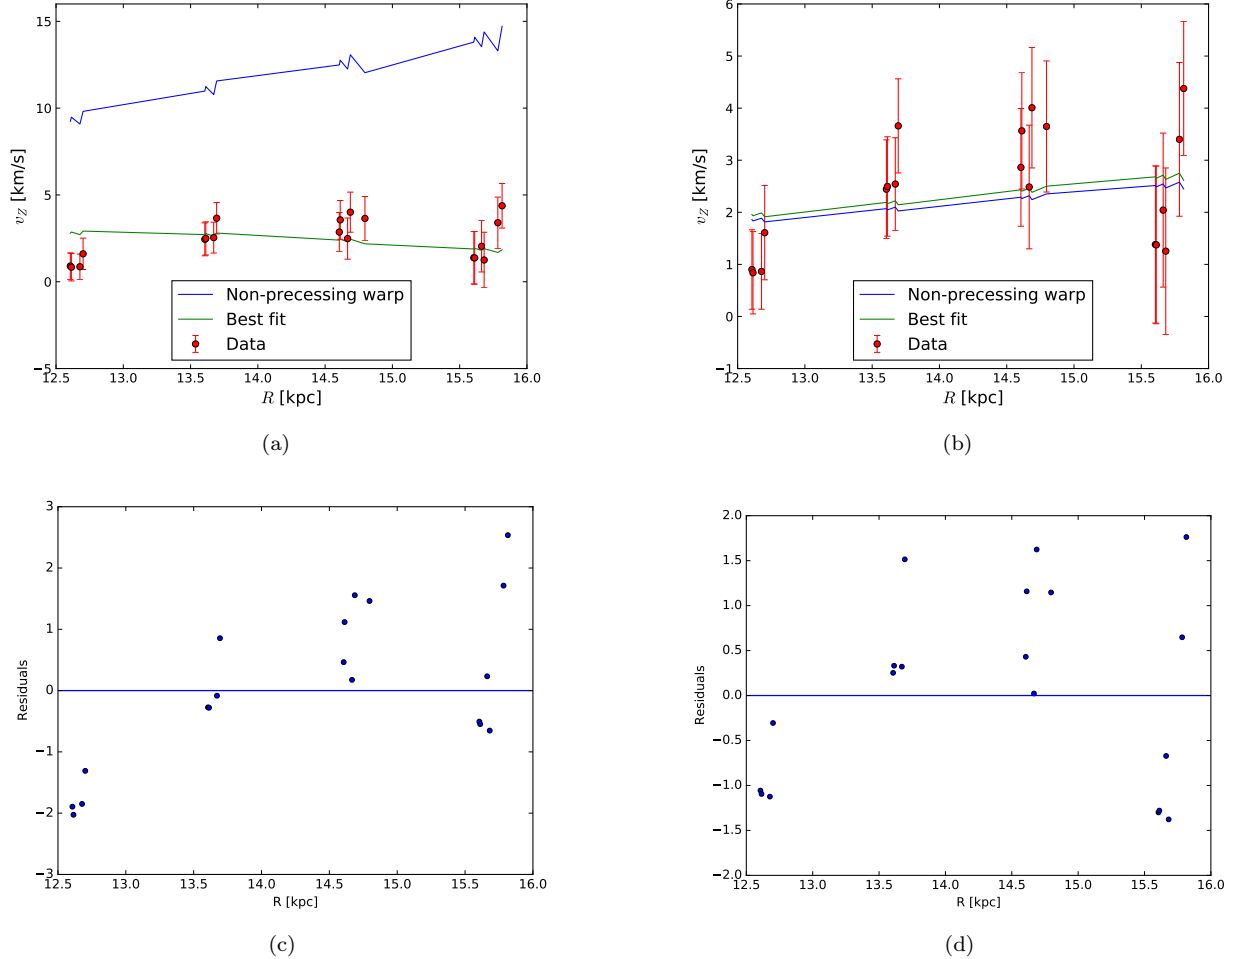 15
10
5
0
−5
v_Z [km/s]
12.5 13.0 13.5 14.0 14.5 15.0 15.5 16.0
R [kpc]
Non-precessing warp
Best fit
Data
(a)
6
5
4
3
2
1
0
−1
v_Z [km/s]
12.5 13.0 13.5 14.0 14.5 15.0 15.5 16.0
R [kpc]
Non-precessing warp
Best fit
Data
(b)
3
2
1
0
−1
−2
−3
Residuals
12.5 13.0 13.5 14.0 14.5 15.0 15.5 16.0
R [kpc]
(c)
2.0
1.5
1.0
0.5
0.0
−0.5
−1.0
−1.5
−2.0
Residuals
12.5 13.0 13.5 14.0 14.5 15.0 15.5 16.0
R [kpc]
(d)